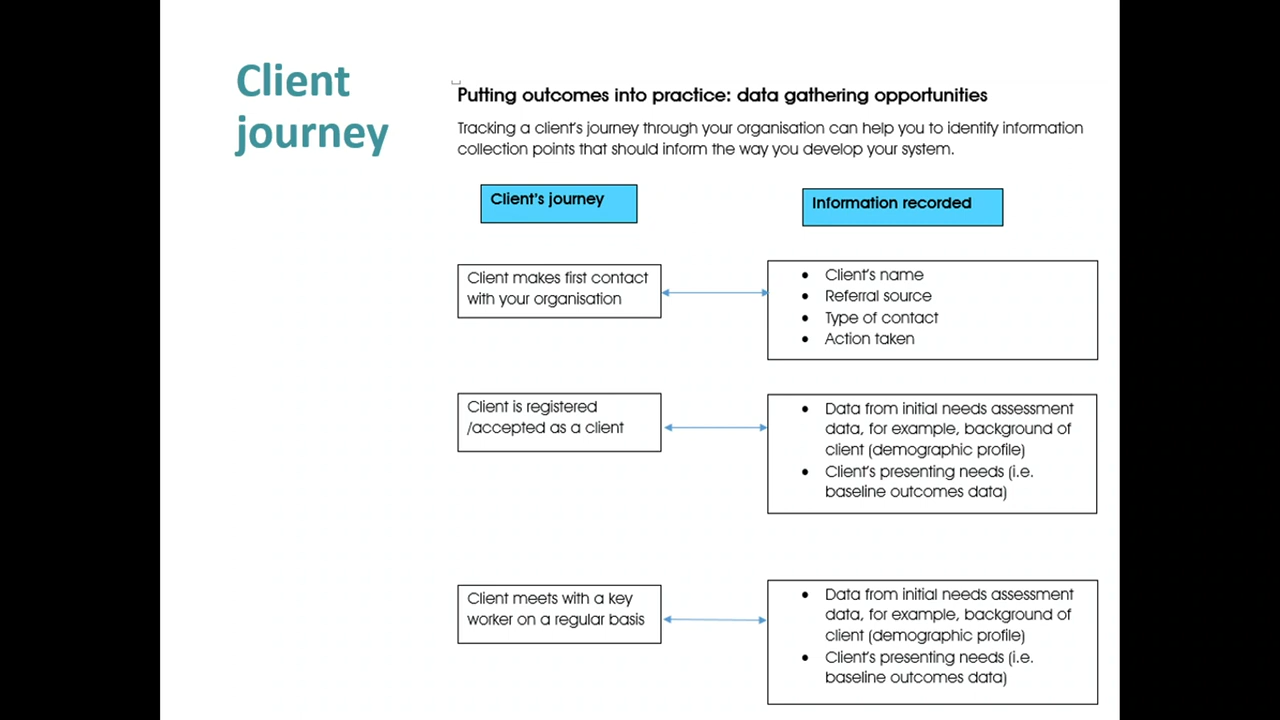 Client
journey
Putting outcomes into practice: data gathering opportunities
Tracking a client's journey through your organisation can help you to identify information
collection points that should inform the way you develop your system.
Client's journey
Information recorded
Client makes first contact
with your organisation
• Client's name
• Referral source
• Type of contact
• Action taken
Client is registered
/accepted as a client
• Data from initial needs assessment
data, for example, background of
client (demographic profile)
• Client's presenting needs (i.e.
baseline outcomes data)
Client meets with a key
worker on a regular basis
• Data from initial needs assessment
data, for example, background of
client (demographic profile)
• Client's presenting needs (i.e.
baseline outcomes data)